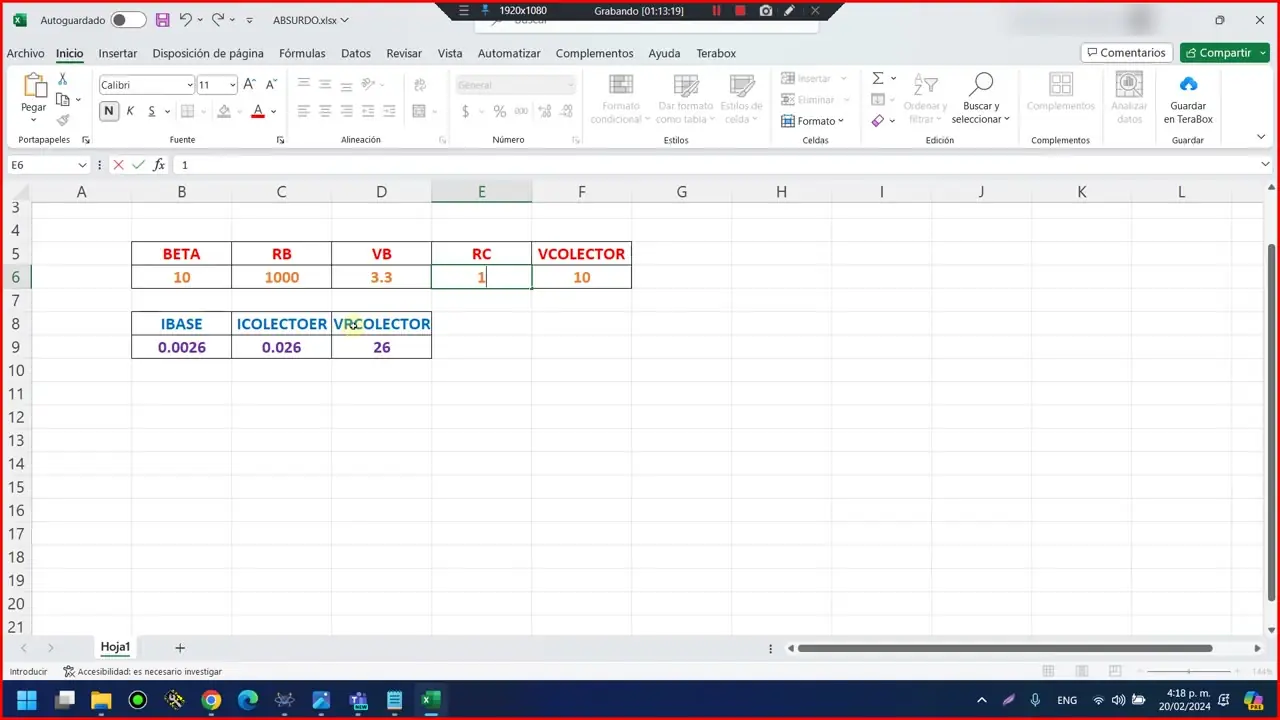 1920x1080 Grabando (01:13:19)
Autoguardado ABSURDO.xlsx Buscar
Archivo Inicio Insertar Disposición de página Fórmulas Datos Revisar Vista Automatizar Complementos Ayuda Terabox Comentarios Compartir
Pegar Calibri 11 A A General Formato condicional Dar formato como tabla Estilos de celda Insertar Eliminar Formato Ordenar y filtrar Buscar y seleccionar Complementos Analizar datos Guardar en TeraBox
N K S
Portapapeles Fuente Alineación Número Estilos Celdas Edición Complementos Guardar
E6 fx 1
A B C D E F G H I J K L
3
4
5 BETA RB VB RC VCOLECTOR
6 10 1000 3.3 1 10
7
8 IBASE ICOLECTOER VRCOLECTOR
9 0.0026 0.026 26
10
11
12
13
14
15
16
17
18
19
20
21
Hoja1
Introducir Accesibilidad: es necesario investigar 144%
ENG 4:18 p. m.
20/02/2024